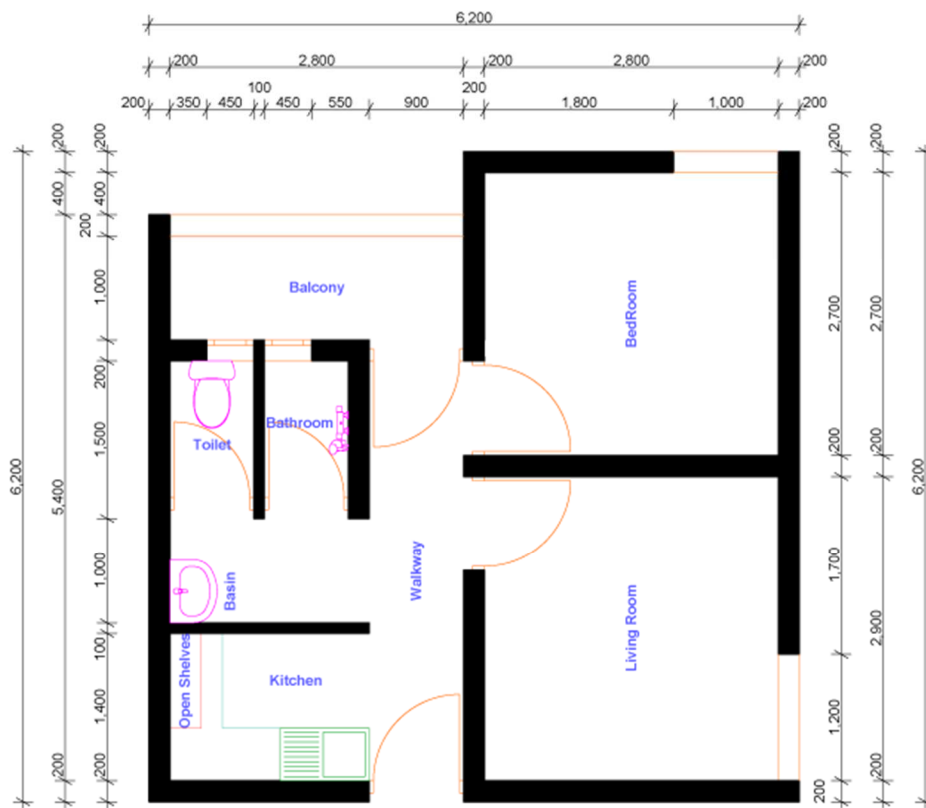 6,200
200 2,800 200 2,800
100 200
200 350 450 450 550 900 1,800 1,000 200
200 200 200 200
400 400
200
1,000
Balcony
BedRoom
2,700 2,700
200
Bathroom
Toilet
1,500
200 200
6,200 5,400 6,200
1,000
Walkway
Basin
1,700
Living Room
2,900
100
Open Shelves
Kitchen
1,400
1,200
200 200 200
200